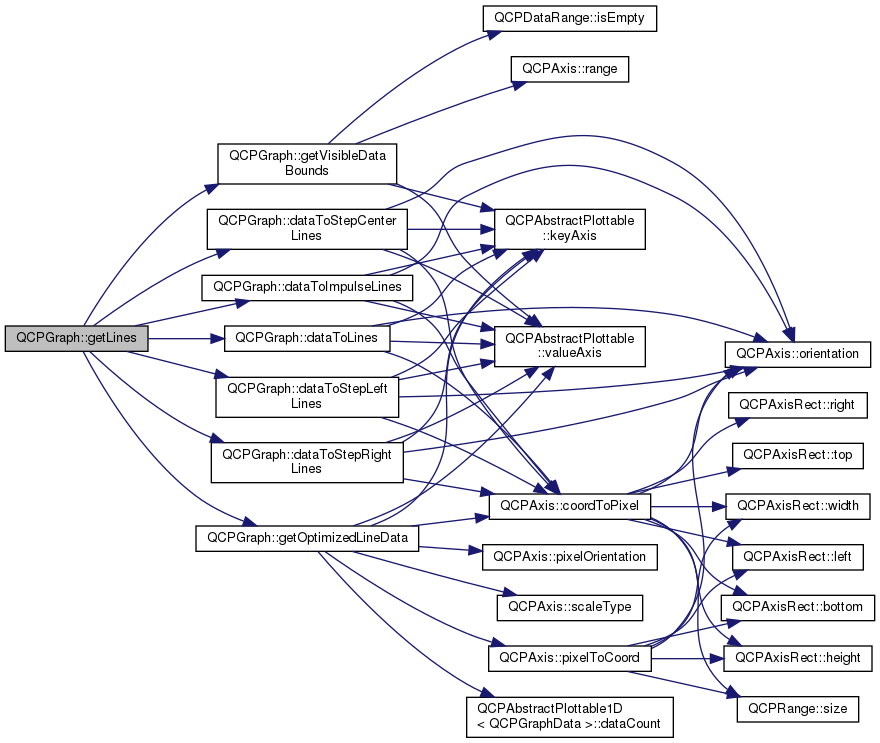 QCPGraph::getLines
QCPGraph::getVisibleData
Bounds
QCPGraph::dataToStepCenter
Lines
QCPGraph::dataToImpulseLines
QCPGraph::dataToLines
QCPGraph::dataToStepLeft
Lines
QCPGraph::dataToStepRight
Lines
QCPGraph::getOptimizedLineData
QCPDataRange::isEmpty
QCPAxis::range
QCPAbstractPlottable
::keyAxis
QCPAbstractPlottable
::valueAxis
QCPAxis::coordToPixel
QCPAxis::pixelOrientation
QCPAxis::scaleType
QCPAxis::pixelToCoord
QCPAbstractPlottable1D
< QCPGraphData >::dataCount
QCPAxis::orientation
QCPAxisRect::right
QCPAxisRect::top
QCPAxisRect::width
QCPAxisRect::left
QCPAxisRect::bottom
QCPAxisRect::height
QCPRange::size